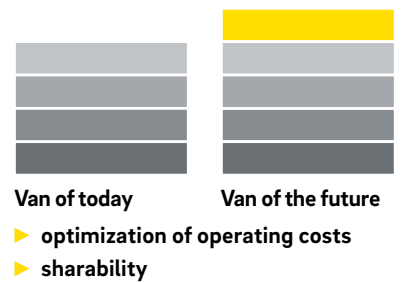 Van of today
Van of the future
optimization of operating costs
sharability